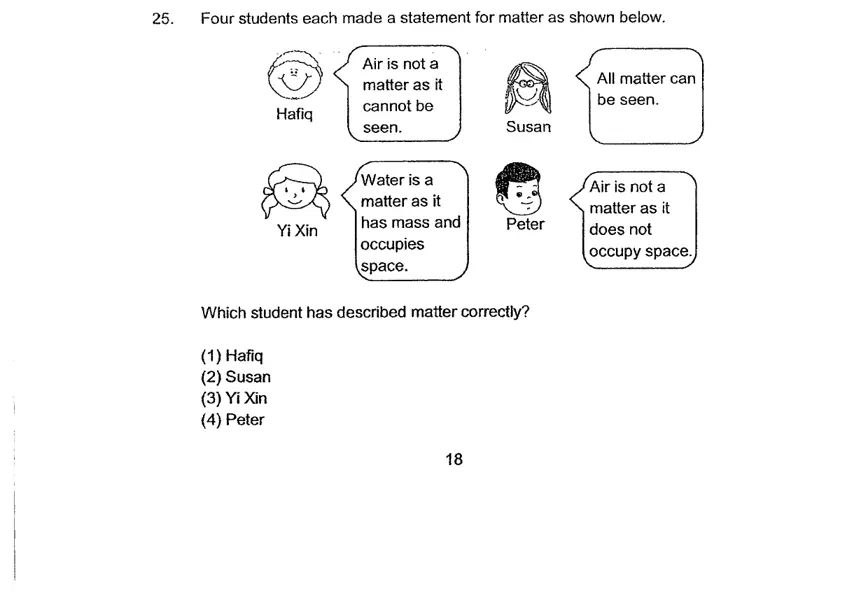 25. Four students each made a statement for matter as shown below.
Air is not a
matter as it
cannot be
seen.
Hafiq
All matter can
be seen.
Susan
Water is a
matter as it
has mass and
occupies
space.
Yi Xin
Air is not a
matter as it
does not
occupy space.
Peter
Which student has described matter correctly?
(1) Hafiq
(2) Susan
(3) Yi Xin
(4) Peter
18